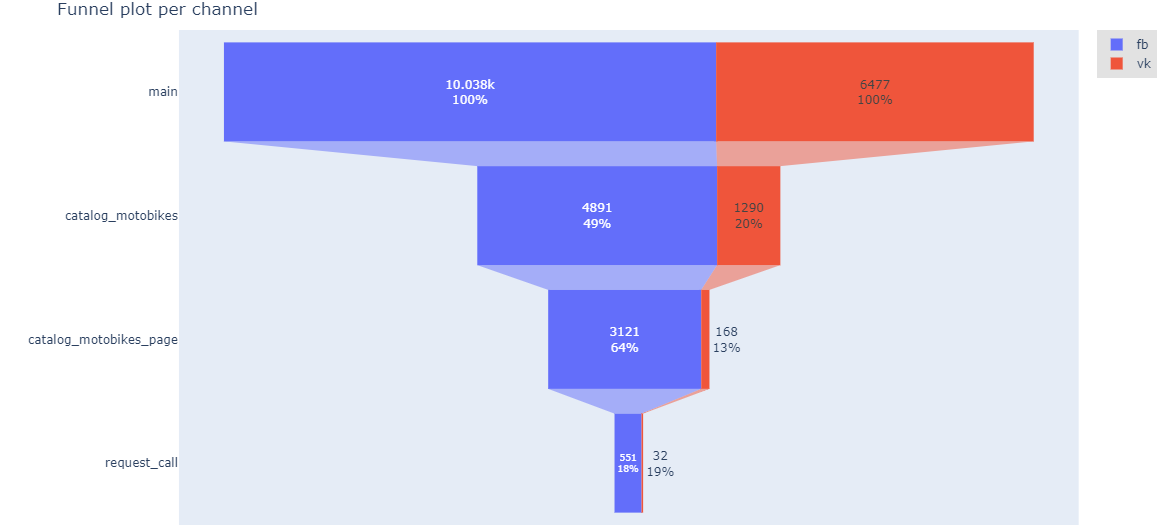 Funnel plot per channel
fb
vk
main
10.038k
100%
6477
100%
catalog_motobikes
4891
49%
1290
20%
catalog_motobikes_page
3121
64%
168
13%
request_call
551
18%
32
19%